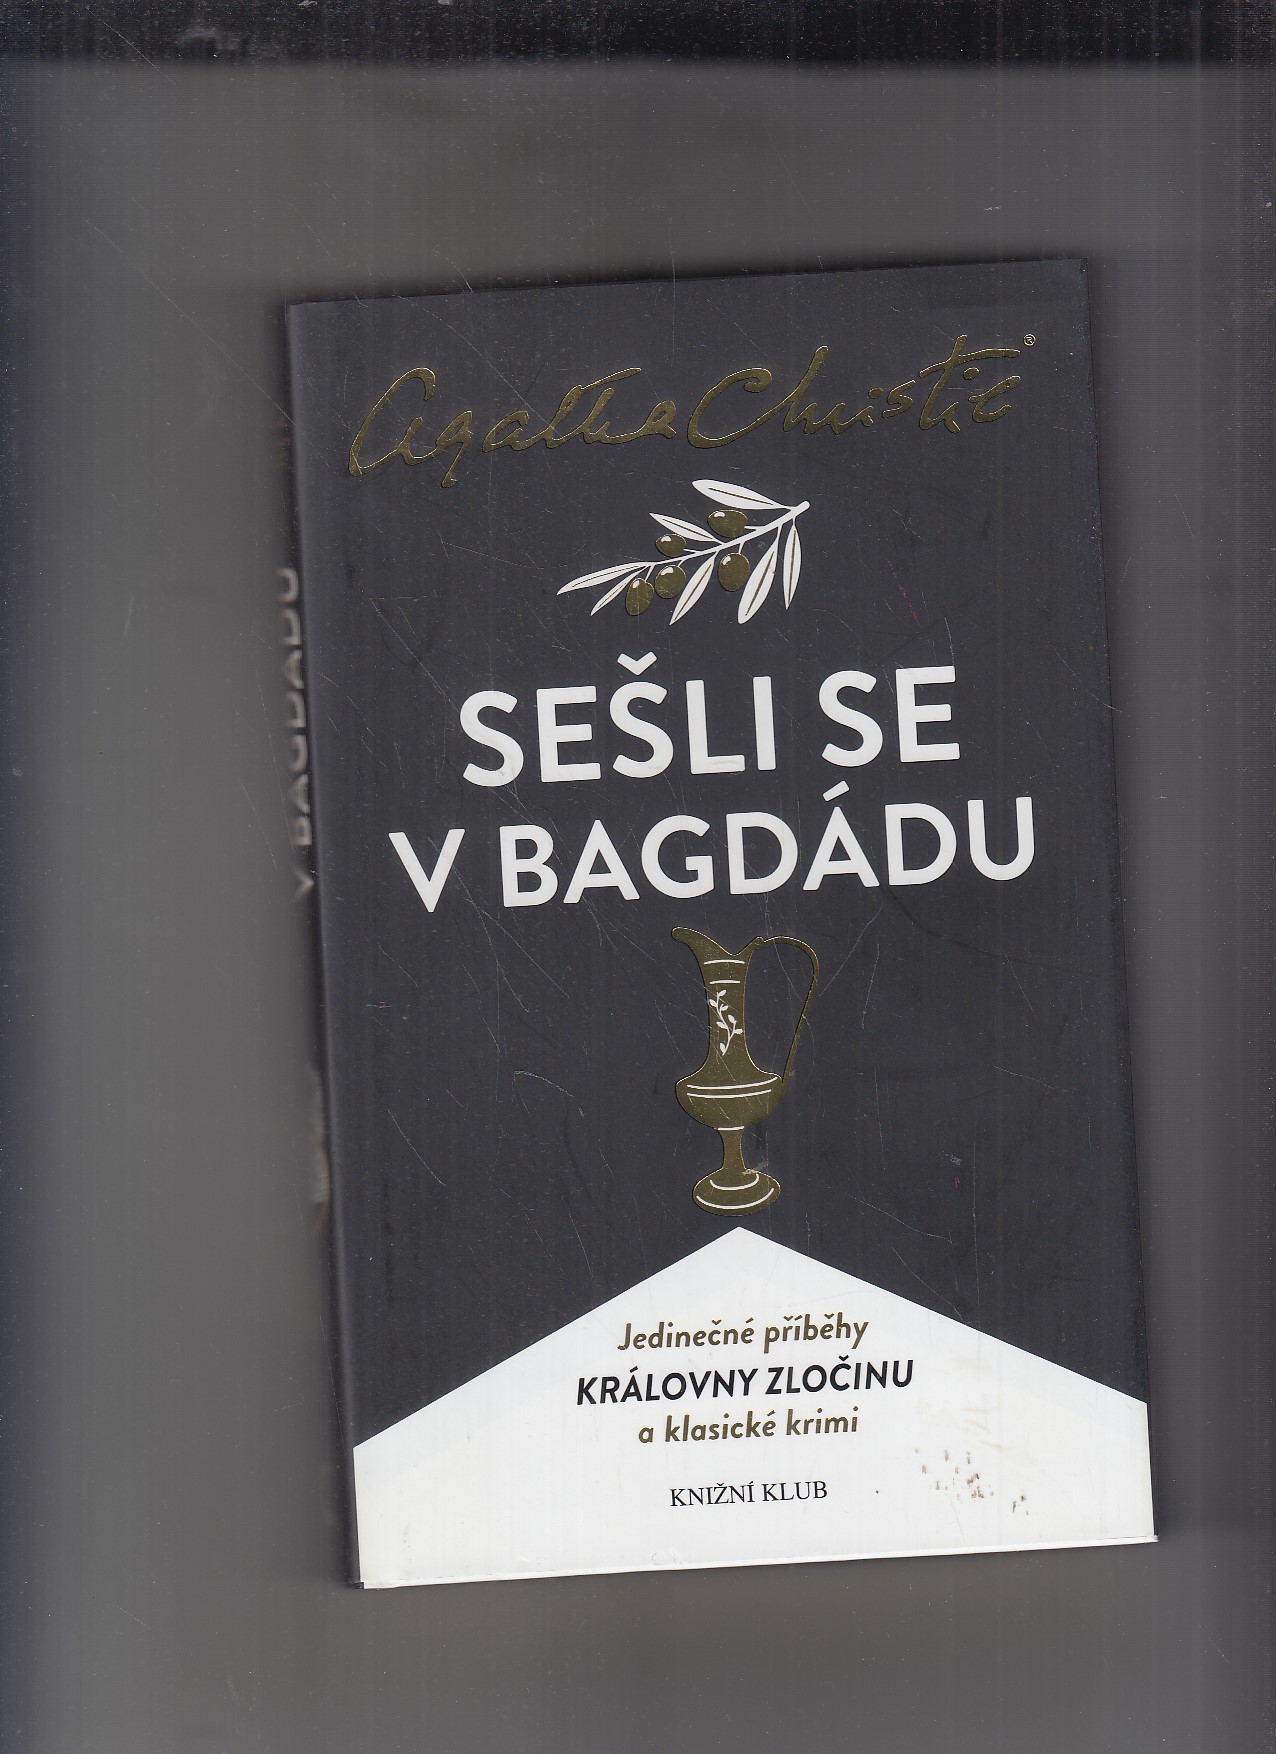 Agatha Christie®
SEŠLI SE
V BAGDÁDU
Jedinečné příběhy
KRÁLOVNY ZLOČINU
a klasické krimi
KNIŽNÍ KLUB
V BAGDÁDU